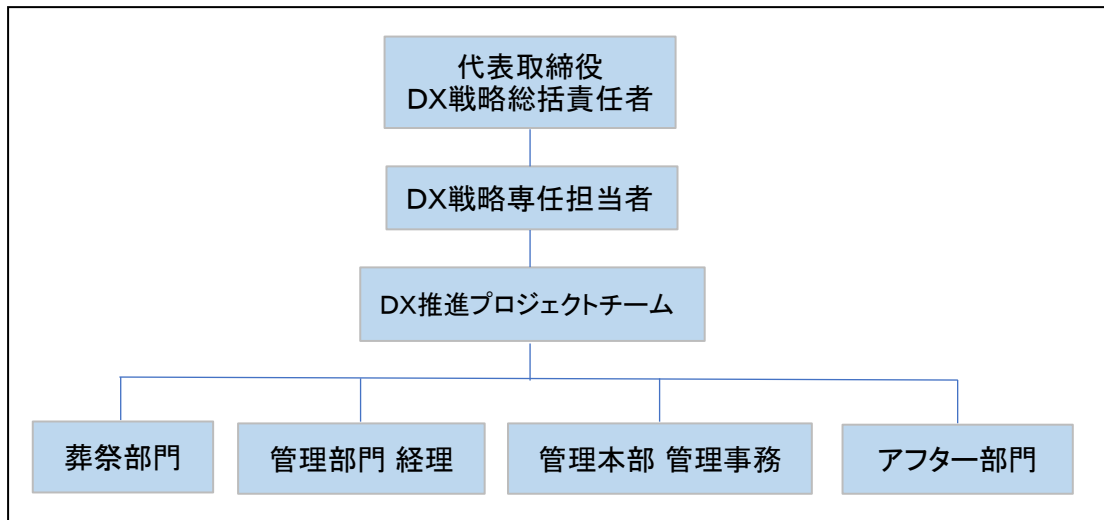 代表取締役
DX戦略総括責任者
DX戦略専任担当者
DX推進プロジェクトチーム
葬祭部門
管理部門 経理
管理本部 管理事務
アフター部門